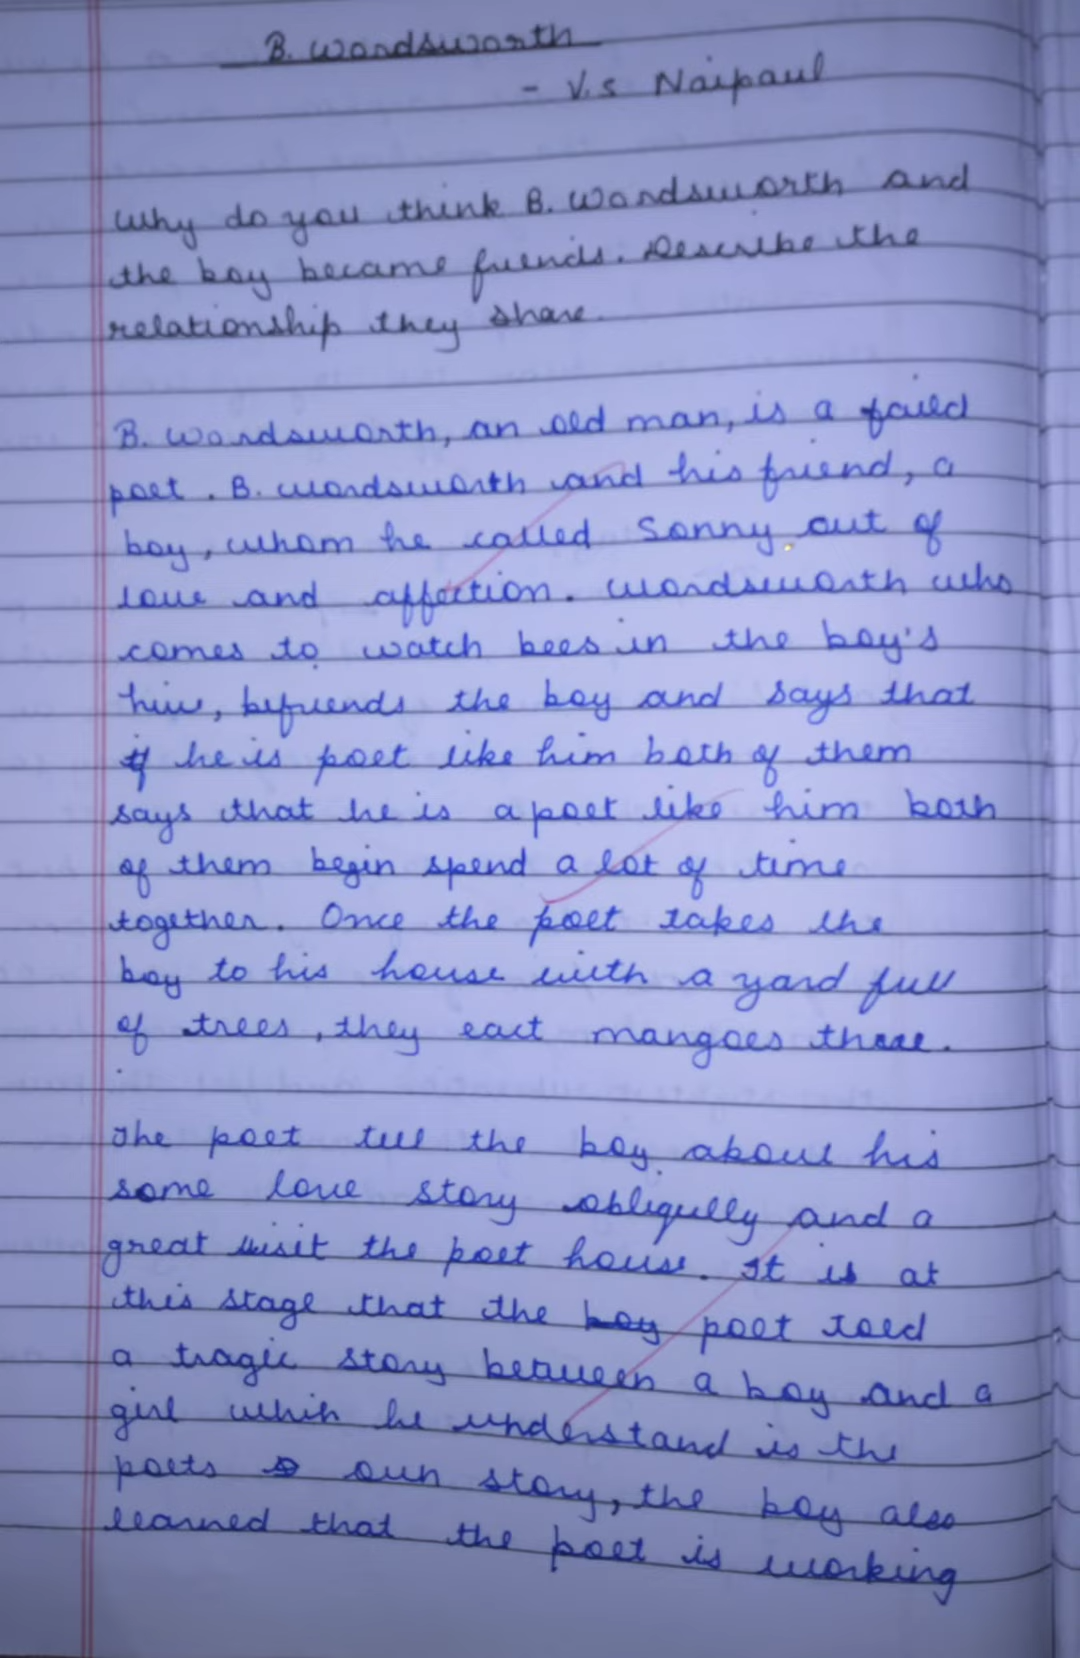 B. Wordsworth
- V.s Naipaul
Why do you think B. Wordsworth and
the boy became friends. Describe the
relationship they share.
B. Wordsworth, an old man, is a failed
poet. B. wordsworth and his friend, a
boy, whom he called Sonny out of
love and affection. Wordsworth who
comes to watch bees in the boy's
hive, befriends the boy and says that
if he is poet like him both of them
says that he is a poet like him both
of them begin spend a lot of time
together. Once the poet takes the
boy to his house with a yard full
of trees, they eact mangoes there.
The poet tell the boy about his
some love story obliqully and a
great visit the poet house. It is at
this stage that the boy poet toed
a tragic story between a boy and a
girl whih he understand is the
poets own story, the boy also
learned that the poet is working